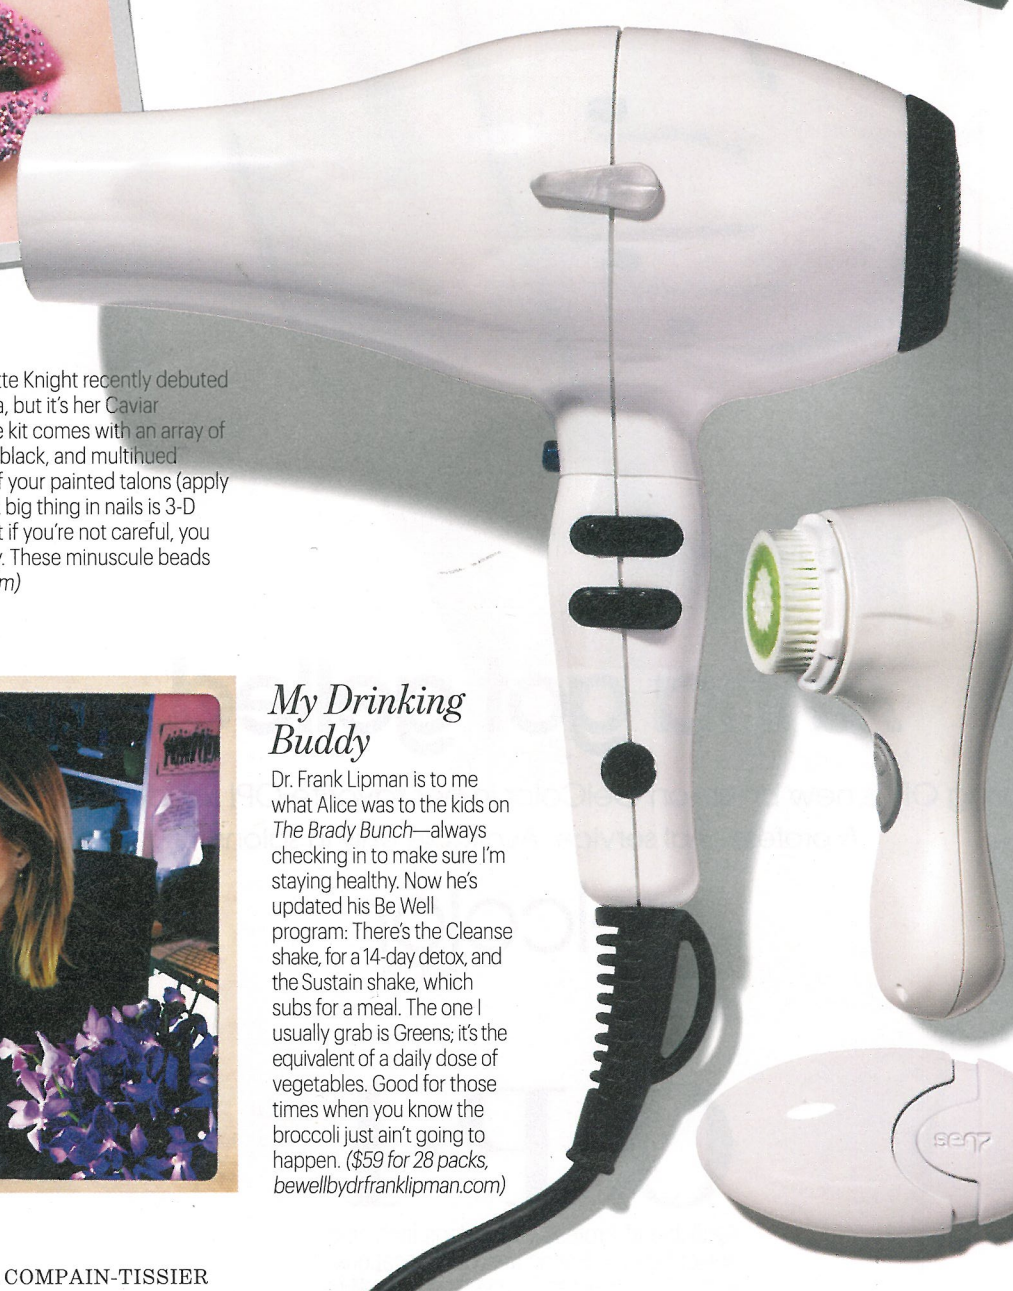 tte Knight recently debuted
a, but it's her Caviar
e kit comes with an array of
black, and multihued
f your painted talons (apply
big thing in nails is 3-D
t if you're not careful, you
y. These minuscule beads
m)
My Drinking
Buddy
Dr. Frank Lipman is to me
what Alice was to the kids on
The Brady Bunch—always
checking in to make sure I'm
staying healthy. Now he's
updated his Be Well
program: There's the Cleanse
shake, for a 14-day detox, and
the Sustain shake, which
subs for a meal. The one I
usually grab is Greens; it's the
equivalent of a daily dose of
vegetables. Good for those
times when you know the
broccoli just ain't going to
happen. ($59 for 28 packs,
bewellbydrfranklipman.com)
COMPAIN-TISSIER